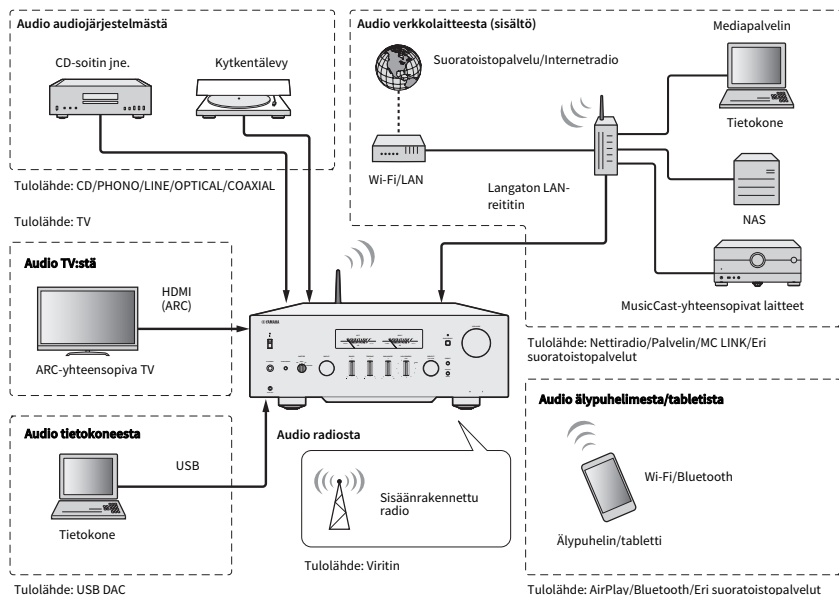 Audio audiojärjestelmästä
CD-soitin jne.
Kytkentälevy
Tulolähde: CD/PHONO/LINE/OPTICAL/COAXIAL
Tulolähde: TV
Audio TV:stä
HDMI
(ARC)
ARC-yhteensopiva TV
Audio tietokoneesta
USB
Tietokone
Tulolähde: USB DAC
Audio verkkolaitteesta (sisältö)
Suoratoistopalvelu/Internetradio
Wi-Fi/LAN
Langaton LAN-
reititin
Mediapalvelin
Tietokone
NAS
MusicCast-yhteensopivat laitteet
Tulolähde: Nettiradio/Palvelin/MC LINK/Eri
suoratoistopalvelut
YAMAHA
Audio radiosta
Sisäänrakennettu
radio
Tulolähde: Viritin
Audio älypuhelimesta/tabletista
Wi-Fi/Bluetooth
Älypuhelin/tabletti
Tulolähde: AirPlay/Bluetooth/Eri suoratoistopalvelut